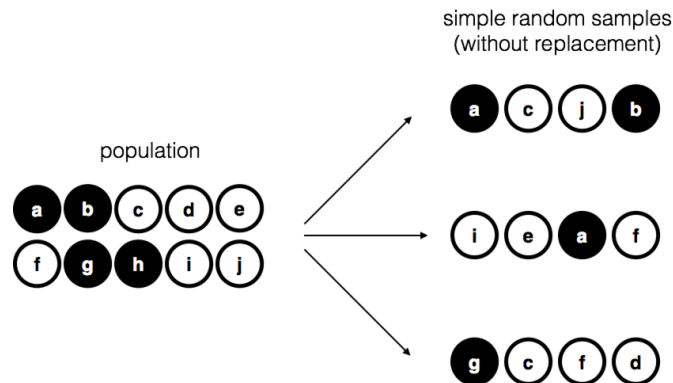 simple random samples
(without replacement)
a c j b
population
a b c d e
f g h i j
i e a f
g c f d